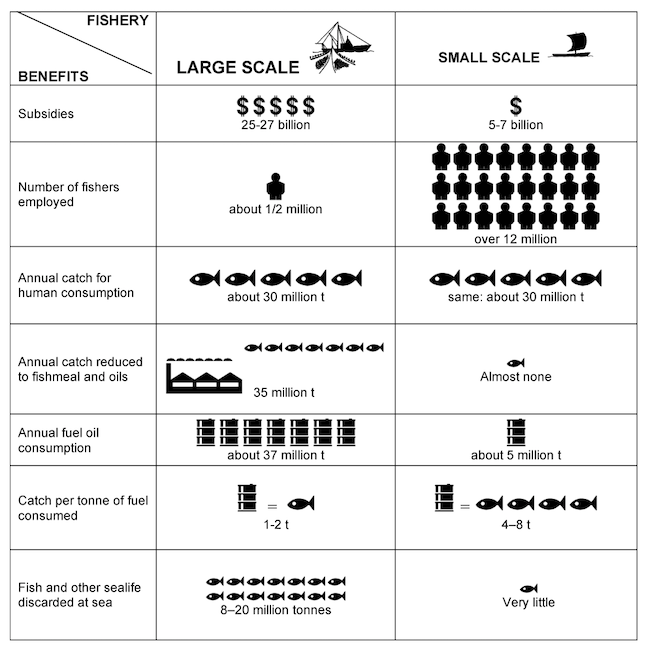 FISHERY
BENEFITS
LARGE SCALE
SMALL SCALE
Subsidies
$ $ $ $ $
25-27 billion
$
5-7 billion
Number of fishers
employed
about 1/2 million
over 12 million
Annual catch for
human consumption
about 30 million t
same: about 30 million t
Annual catch reduced
to fishmeal and oils
35 million t
Almost none
Annual fuel oil
consumption
about 37 million t
about 5 million t
Catch per tonne of fuel
consumed
=
1-2 t
=
4–8 t
Fish and other sealife
discarded at sea
8–20 million tonnes
Very little